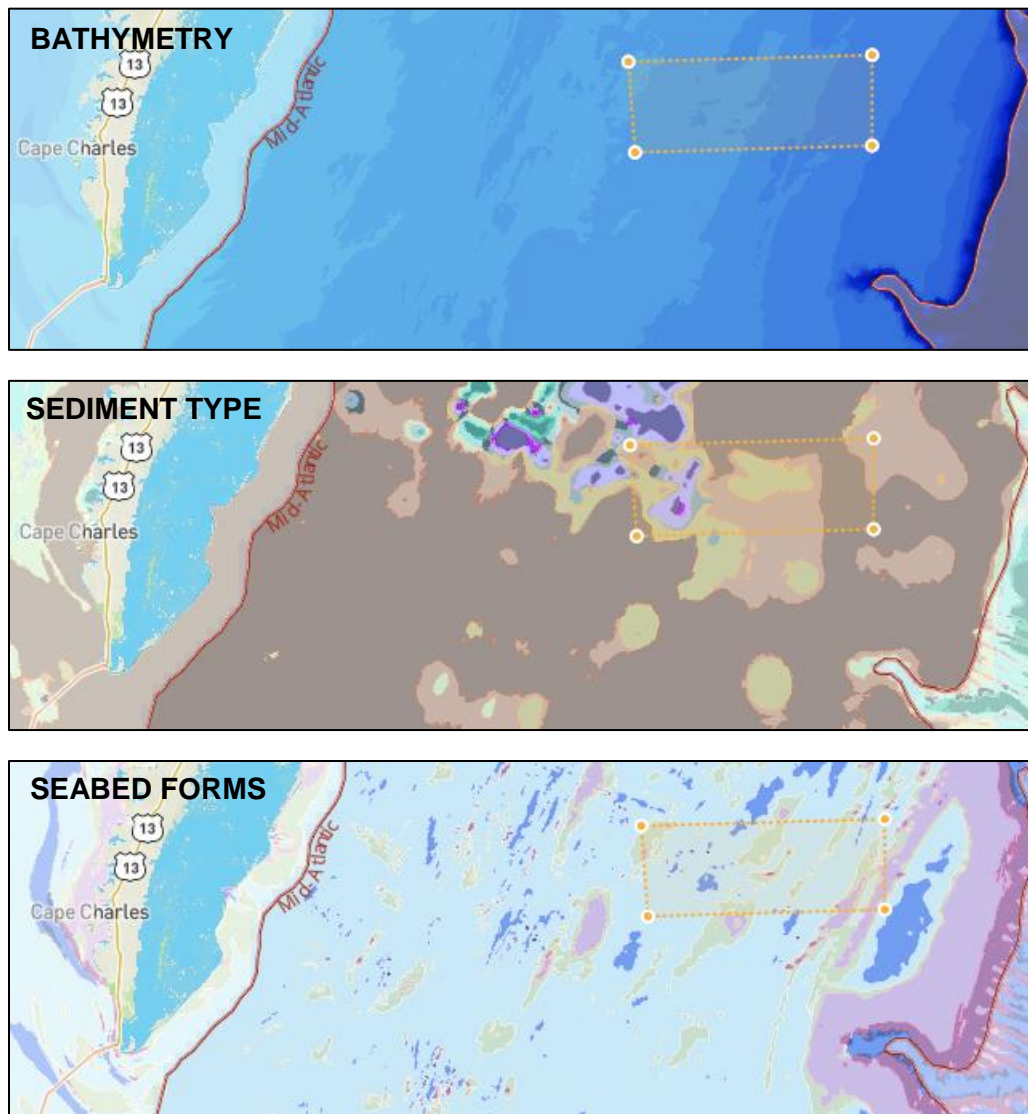 BATHYMETRY
13
13
Cape Charles
Mid-Atlantic
SEDIMENT TYPE
13
13
Cape Charles
Mid-Atlantic
SEABED FORMS
13
13
Cape Charles
Mid-Atlantic